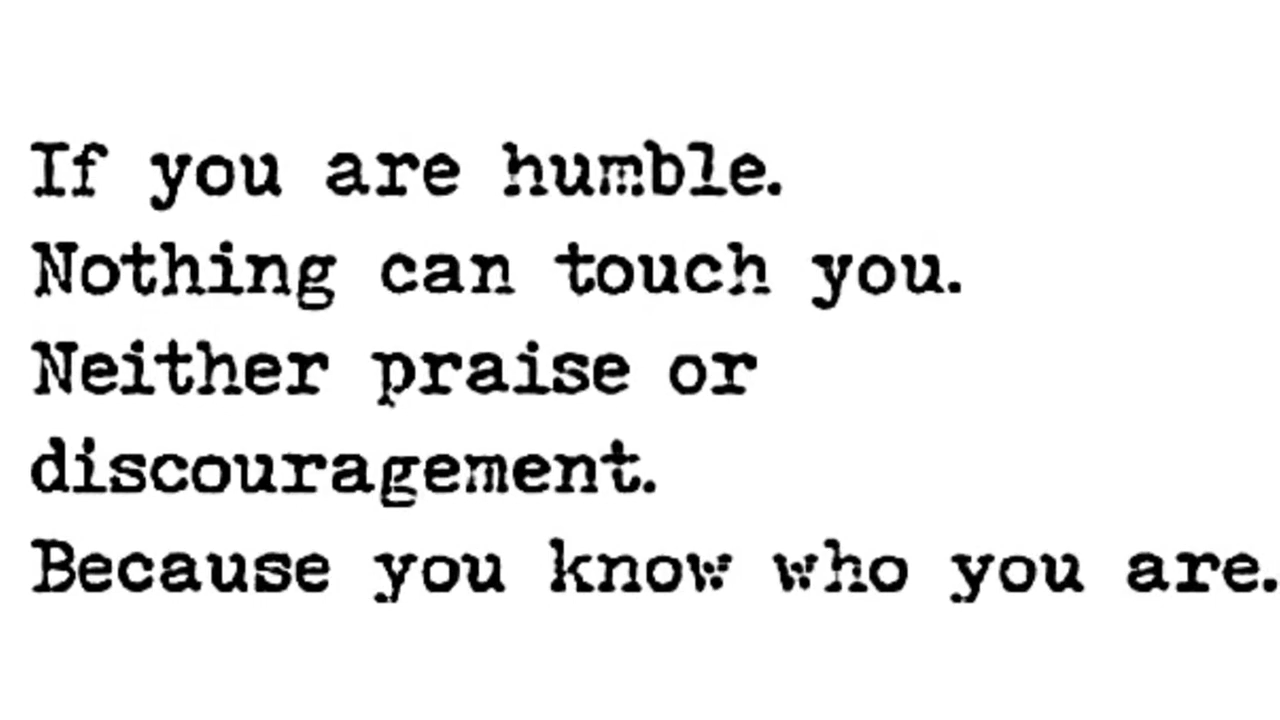 If you are humble.
Nothing can touch you.
Neither praise or
discouragement.
Because you know who you are.